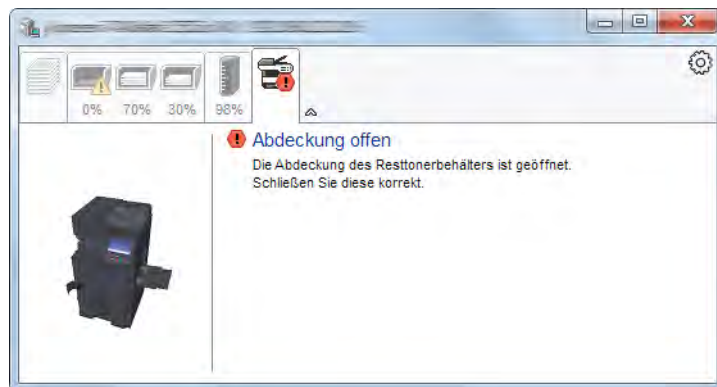 0% 70% 30% 98%
Abdeckung offen
Die Abdeckung des Resttonerbehälters ist geöffnet.
Schließen Sie diese korrekt.